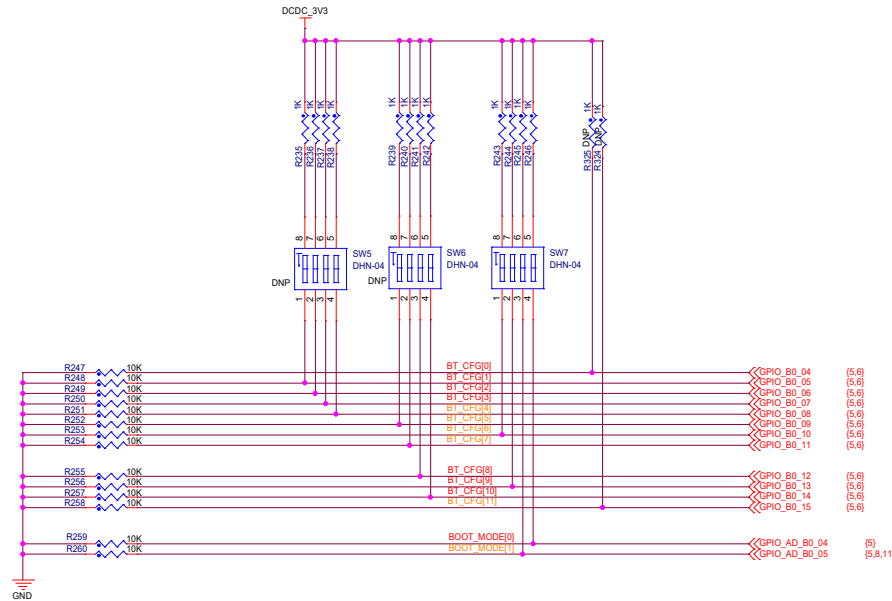 DCDC_3V3
1K 1K 1K 1K 1K 1K 1K 1K 1K 1K 1K 1K 1K 1K
DNP DNP
R235 R236 R237 R238 R239 R240 R241 R242 R243 R244 R245 R246 R325 R324
8 7 6 5 8 7 6 5 8 7 6 5
SW5 SW6 SW7
DHN-04 DHN-04 DHN-04
DNP DNP
1 2 3 4 1 2 3 4 1 2 3 4
R247 10K BT_CFG[0] GPIO_B0_04 {5,6}
R248 10K BT_CFG[1] GPIO_B0_05 {5,6}
R249 10K BT_CFG[2] GPIO_B0_06 {5,6}
R250 10K BT_CFG[3] GPIO_B0_07 {5,6}
R251 10K BT_CFG[4] GPIO_B0_08 {5,6}
R252 10K BT_CFG[5] GPIO_B0_09 {5,6}
R253 10K BT_CFG[6] GPIO_B0_10 {5,6}
R254 10K BT_CFG[7] GPIO_B0_11 {5,6}
R255 10K BT_CFG[8] GPIO_B0_12 {5,6}
R256 10K BT_CFG[9] GPIO_B0_13 {5,6}
R257 10K BT_CFG[10] GPIO_B0_14 {5,6}
R258 10K BT_CFG[11] GPIO_B0_15 {5,6}
R259 10K BOOT_MODE[0] GPIO_AD_B0_04 {5}
R260 10K BOOT_MODE[1] GPIO_AD_B0_05 {5,8,11
GND